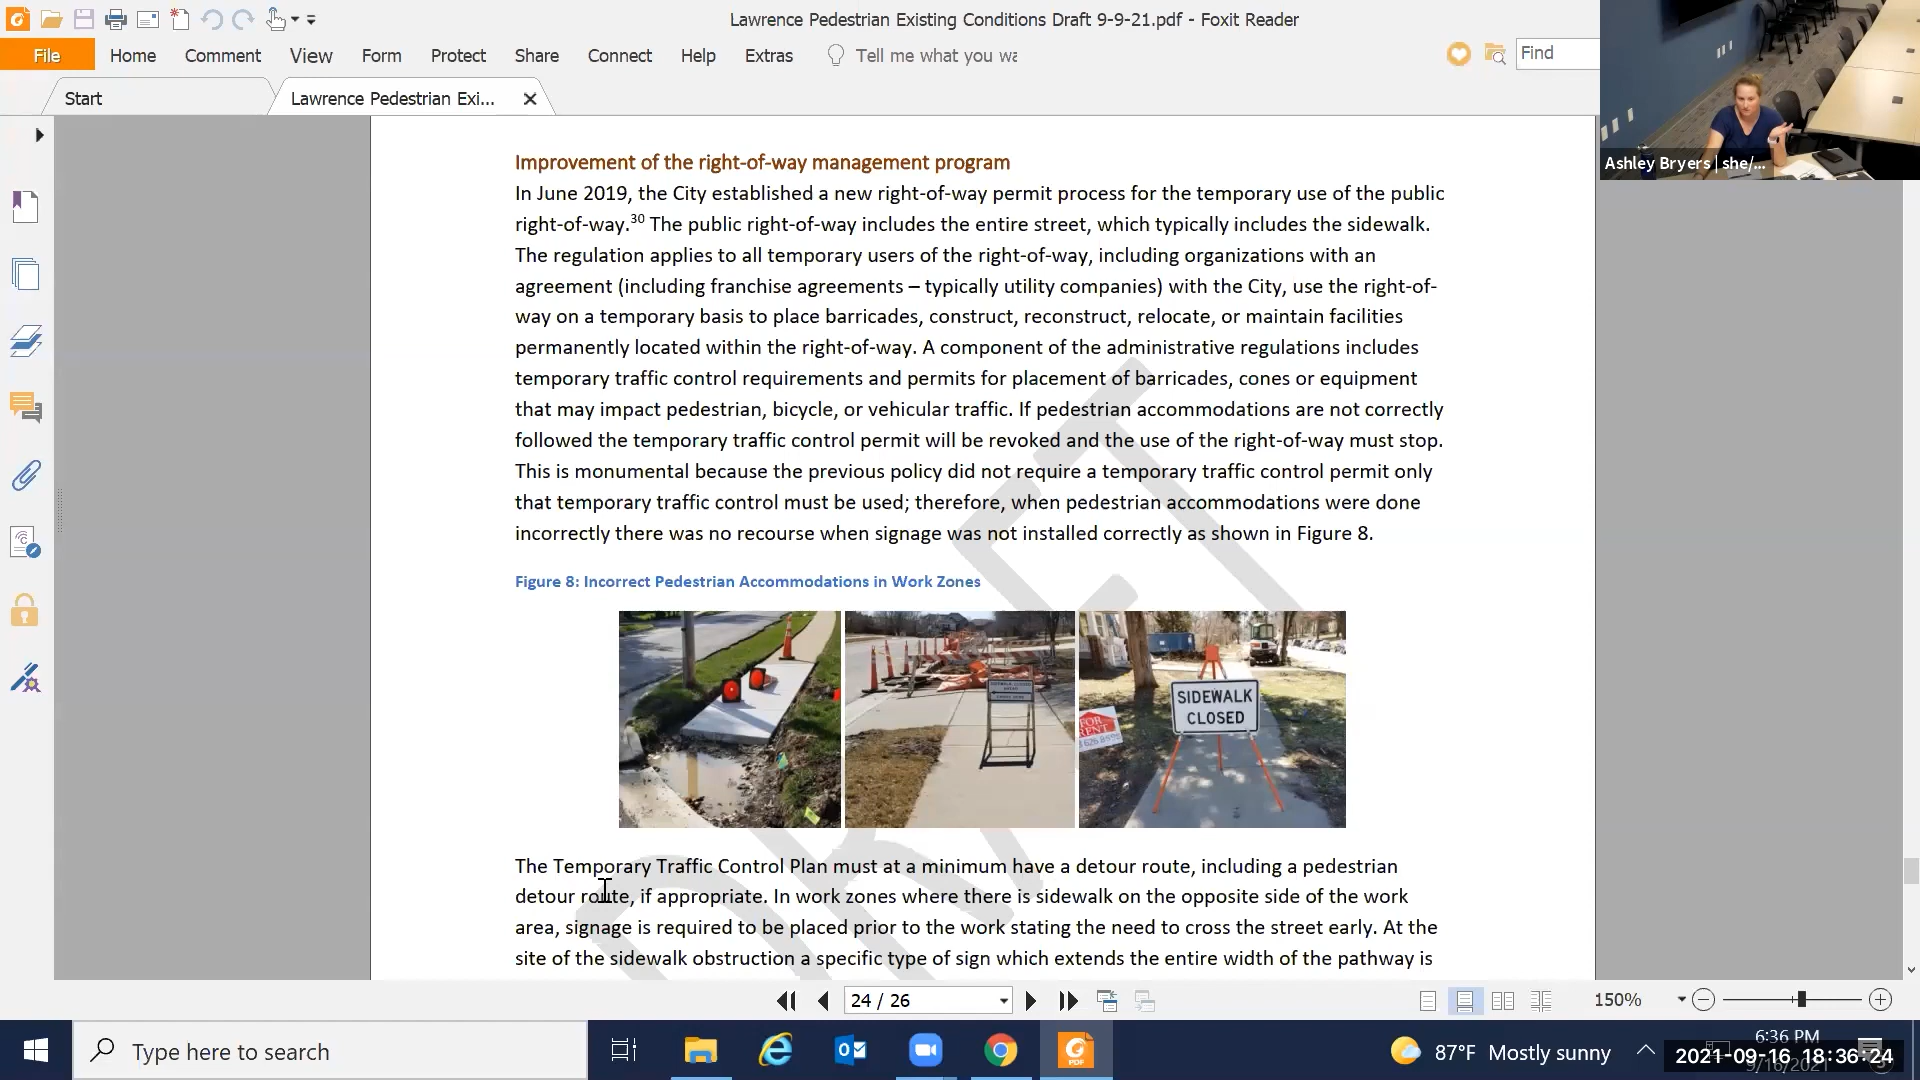 Lawrence Pedestrian Existing Conditions Draft 9-9-21.pdf - Foxit Reader
File
Home
Comment
View
Form
Protect
Share
Connect
Help
Extras
Tell me what you wa
Find
Start
Lawrence Pedestrian Exi...
Ashley Bryers | she/...
Improvement of the right-of-way management program
In June 2019, the City established a new right-of-way permit process for the temporary use of the public
right-of-way.30 The public right-of-way includes the entire street, which typically includes the sidewalk.
The regulation applies to all temporary users of the right-of-way, including organizations with an
agreement (including franchise agreements – typically utility companies) with the City, use the right-of-
way on a temporary basis to place barricades, construct, reconstruct, relocate, or maintain facilities
permanently located within the right-of-way. A component of the administrative regulations includes
temporary traffic control requirements and permits for placement of barricades, cones or equipment
that may impact pedestrian, bicycle, or vehicular traffic. If pedestrian accommodations are not correctly
followed the temporary traffic control permit will be revoked and the use of the right-of-way must stop.
This is monumental because the previous policy did not require a temporary traffic control permit only
that temporary traffic control must be used; therefore, when pedestrian accommodations were done
incorrectly there was no recourse when signage was not installed correctly as shown in Figure 8.
Figure 8: Incorrect Pedestrian Accommodations in Work Zones
SIDEWALK
CLOSED
FOR
RENT
The Temporary Traffic Control Plan must at a minimum have a detour route, including a pedestrian
detour route, if appropriate. In work zones where there is sidewalk on the opposite side of the work
area, signage is required to be placed prior to the work stating the need to cross the street early. At the
site of the sidewalk obstruction a specific type of sign which extends the entire width of the pathway is
DRAFT
24 / 26
150%
Type here to search
87°F Mostly sunny
6:36 PM
2021-09-16 18:36:24